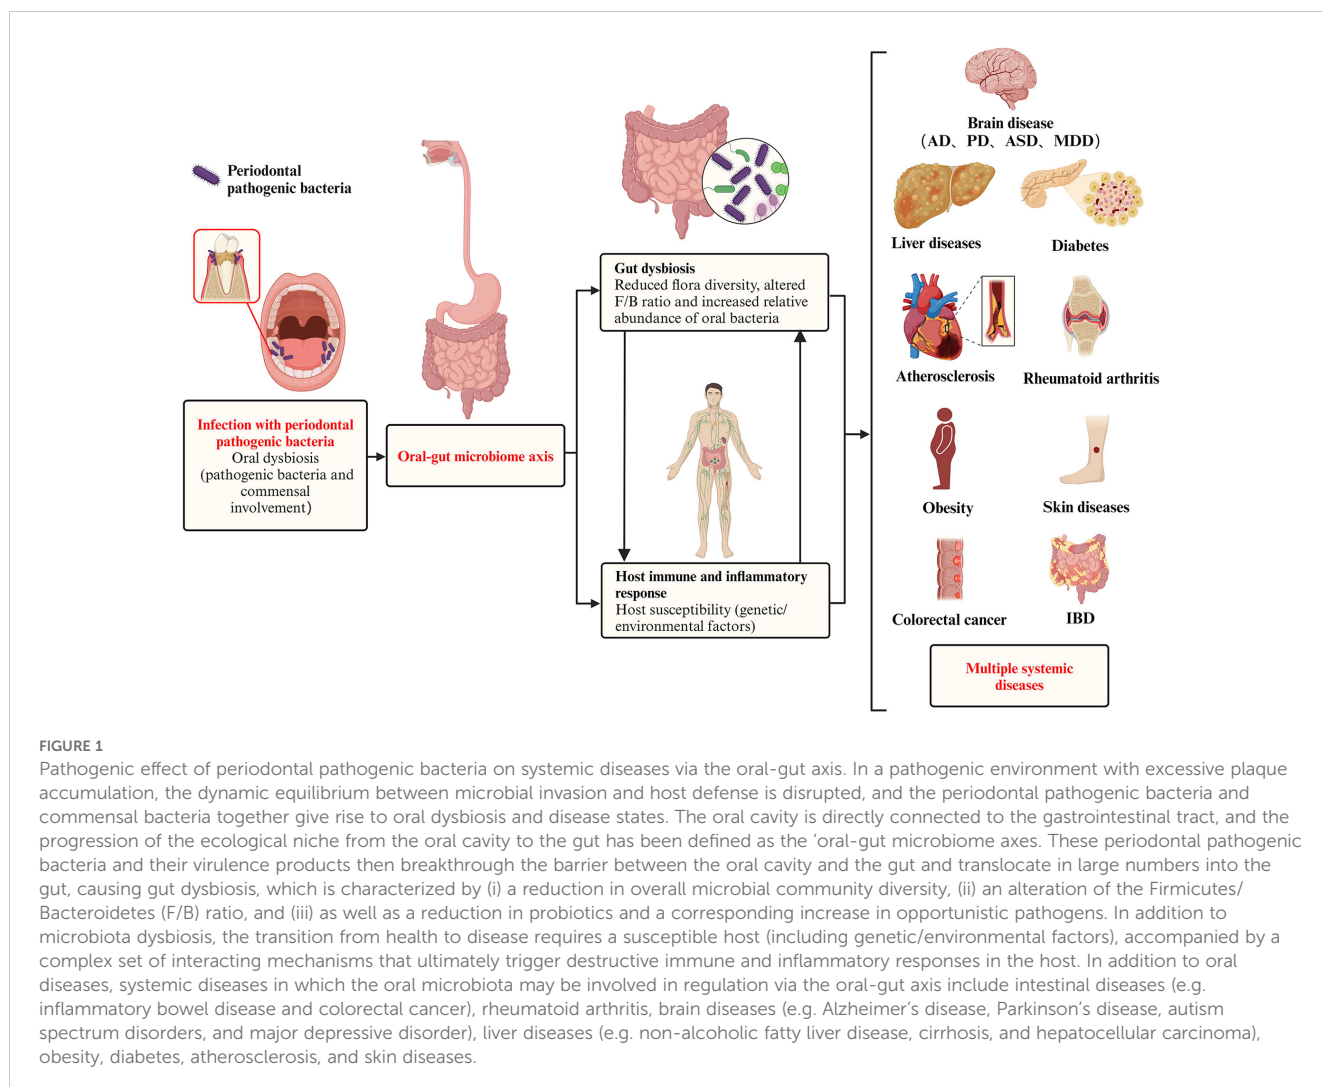 Periodontal
pathogenic bacteria
Infection with periodontal
pathogenic bacteria
Oral dysbiosis
(pathogenic bacteria and
commensal
involvement)
Oral-gut microbiome axis
Gut dysbiosis
Reduced flora diversity, altered
F/B ratio and increased relative
abundance of oral bacteria
Host immune and inflammatory
response
Host susceptibility (genetic/
environmental factors)
Brain disease
（AD、PD、ASD、MDD）
Liver diseases
Diabetes
Atherosclerosis
Rheumatoid arthritis
Obesity
Skin diseases
Colorectal cancer
IBD
Multiple systemic
diseases
FIGURE 1
Pathogenic effect of periodontal pathogenic bacteria on systemic diseases via the oral-gut axis. In a pathogenic environment with excessive plaque
accumulation, the dynamic equilibrium between microbial invasion and host defense is disrupted, and the periodontal pathogenic bacteria and
commensal bacteria together give rise to oral dysbiosis and disease states. The oral cavity is directly connected to the gastrointestinal tract, and the
progression of the ecological niche from the oral cavity to the gut has been defined as the ‘oral-gut microbiome axes. These periodontal pathogenic
bacteria and their virulence products then breakthrough the barrier between the oral cavity and the gut and translocate in large numbers into the
gut, causing gut dysbiosis, which is characterized by (i) a reduction in overall microbial community diversity, (ii) an alteration of the Firmicutes/
Bacteroidetes (F/B) ratio, and (iii) as well as a reduction in probiotics and a corresponding increase in opportunistic pathogens. In addition to
microbiota dysbiosis, the transition from health to disease requires a susceptible host (including genetic/environmental factors), accompanied by a
complex set of interacting mechanisms that ultimately trigger destructive immune and inflammatory responses in the host. In addition to oral
diseases, systemic diseases in which the oral microbiota may be involved in regulation via the oral-gut axis include intestinal diseases (e.g.
inflammatory bowel disease and colorectal cancer), rheumatoid arthritis, brain diseases (e.g. Alzheimer’s disease, Parkinson’s disease, autism
spectrum disorders, and major depressive disorder), liver diseases (e.g. non-alcoholic fatty liver disease, cirrhosis, and hepatocellular carcinoma),
obesity, diabetes, atherosclerosis, and skin diseases.